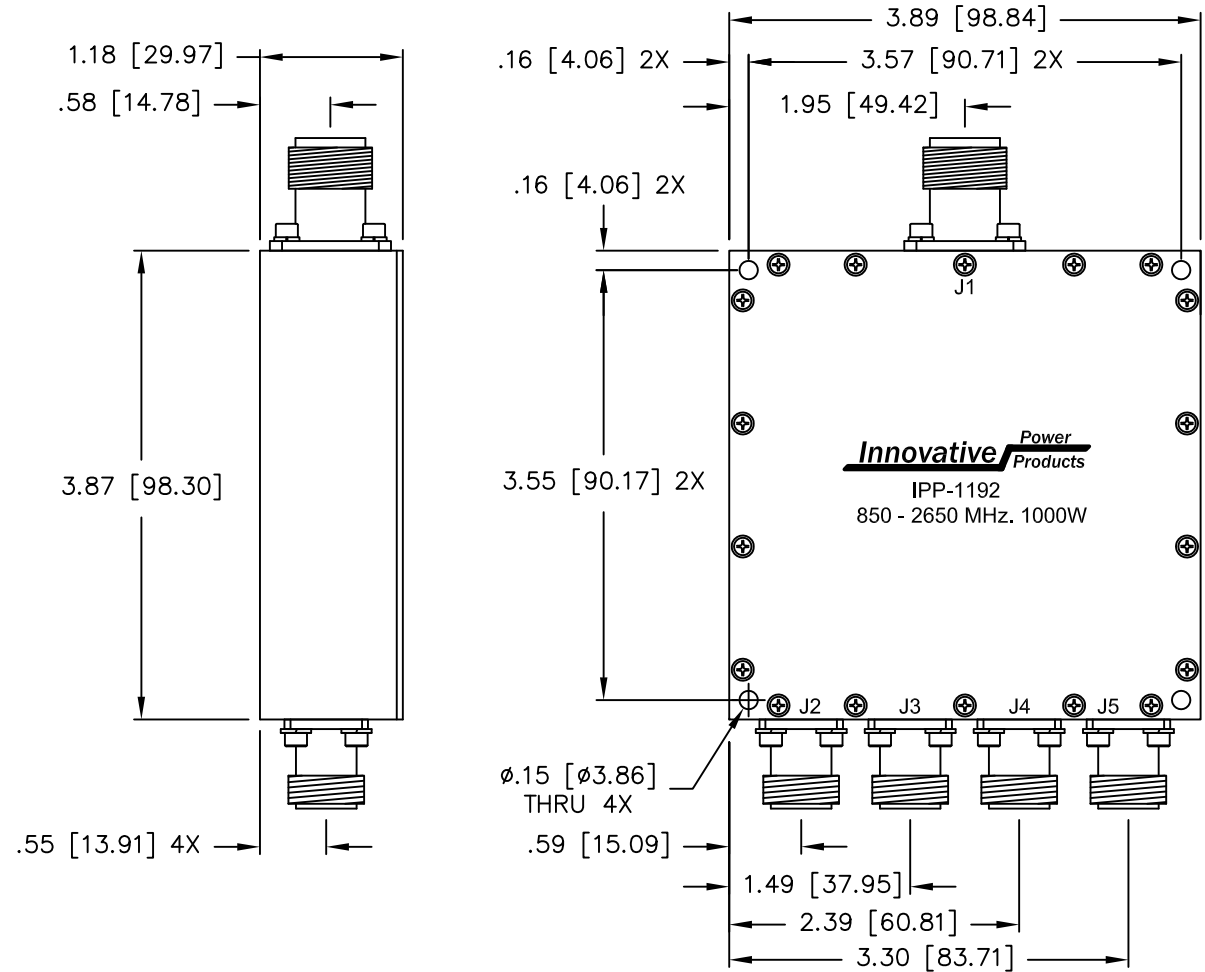 3.89 [98.84]
1.18 [29.97]
.16 [4.06] 2X
3.57 [90.71] 2X
.58 [14.78]
1.95 [49.42]
.16 [4.06] 2X
J1
Innovative Power Products
3.87 [98.30]
3.55 [90.17] 2X
IPP-1192
850 - 2650 MHz. 1000W
J2 J3 J4 J5
ø.15 [ø3.86]
THRU 4X
.55 [13.91] 4X
.59 [15.09]
1.49 [37.95]
2.39 [60.81]
3.30 [83.71]